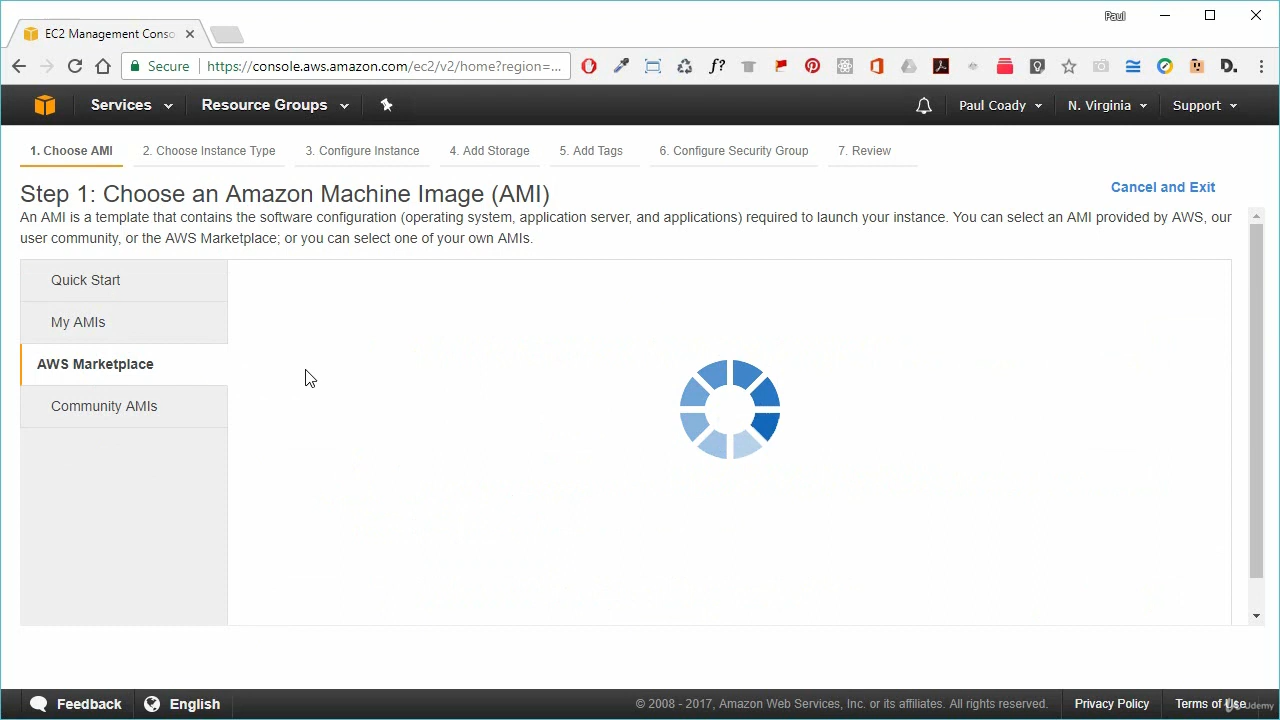 Paul
EC2 Management Conso
Secure
https://console.aws.amazon.com/ec2/v2/home?region=...
f?
D.
Services
Resource Groups
Paul Coady
N. Virginia
Support
1. Choose AMI
2. Choose Instance Type
3. Configure Instance
4. Add Storage
5. Add Tags
6. Configure Security Group
7. Review
Step 1: Choose an Amazon Machine Image (AMI)
Cancel and Exit
An AMI is a template that contains the software configuration (operating system, application server, and applications) required to launch your instance. You can select an AMI provided by AWS, our
user community, or the AWS Marketplace; or you can select one of your own AMIs.
Quick Start
My AMIs
AWS Marketplace
Community AMIs
Feedback
English
© 2008 - 2017, Amazon Web Services, Inc. or its affiliates. All rights reserved.
Privacy Policy
Terms of Use
Udemy